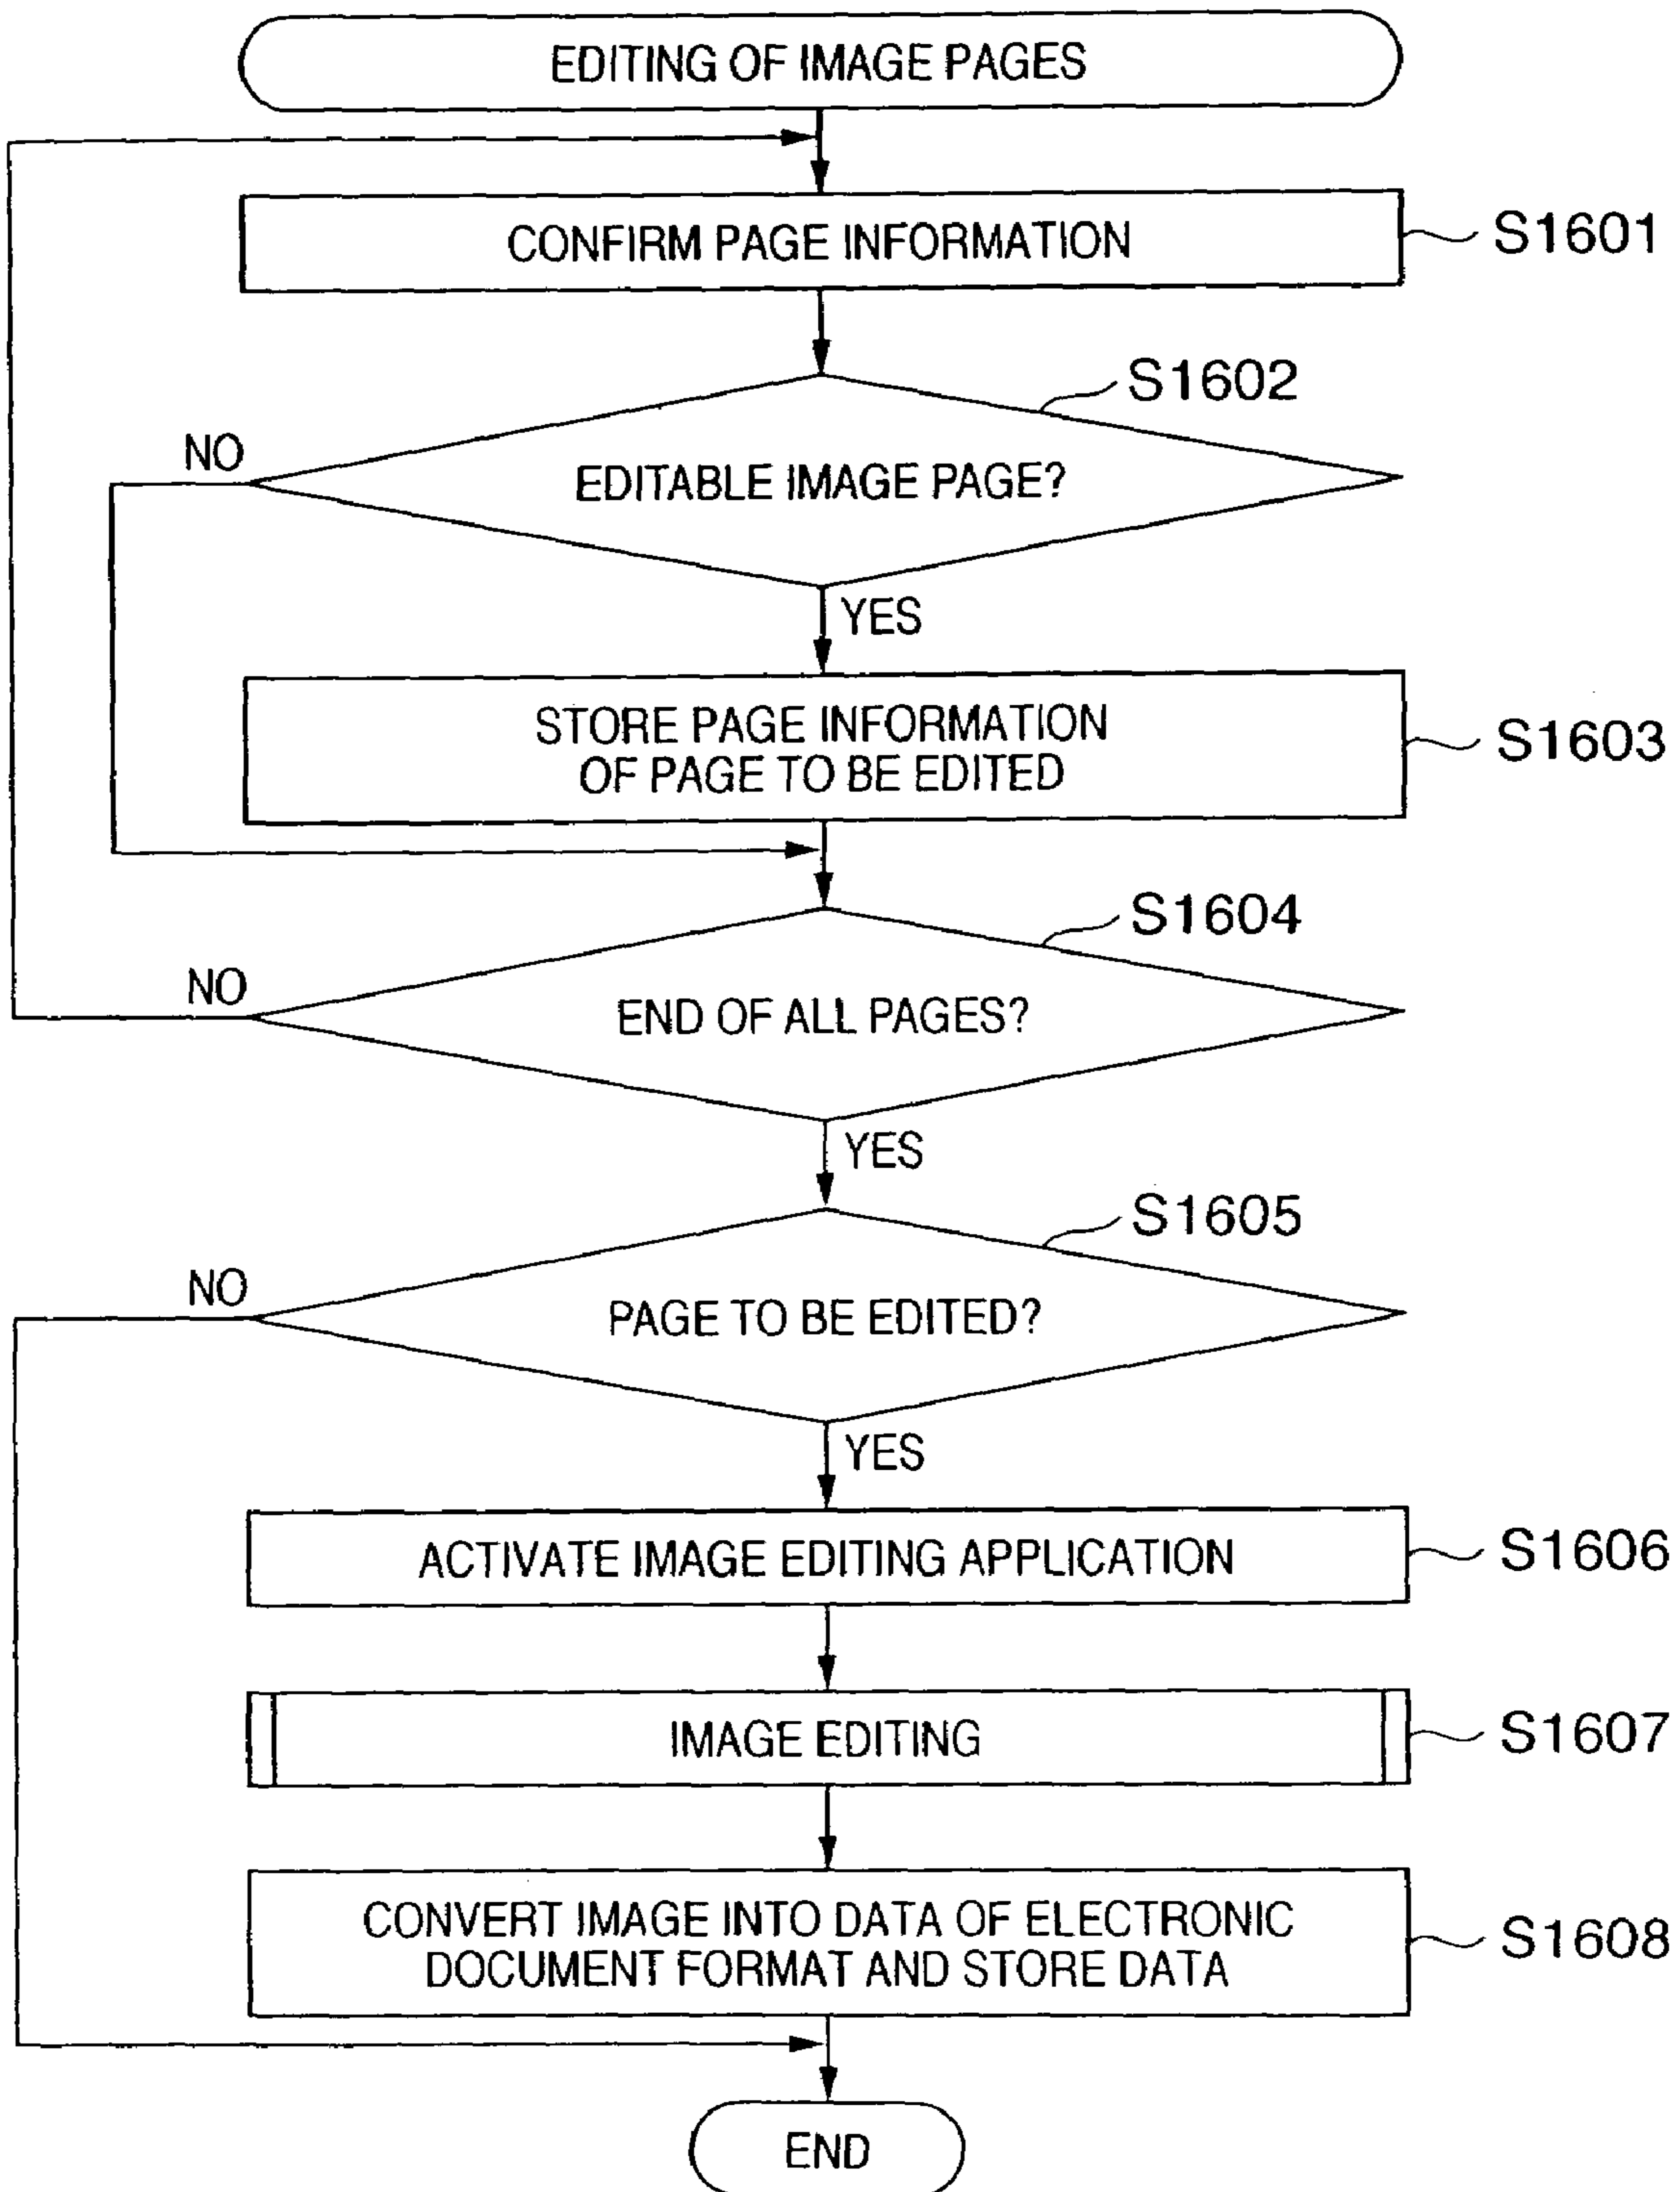 EDITING OF IMAGE PAGES
CONFIRM PAGE INFORMATION
S1601
S1602
NO
EDITABLE IMAGE PAGE?
YES
STORE PAGE INFORMATION
OF PAGE TO BE EDITED
S1603
S1604
NO
END OF ALL PAGES?
YES
S1605
NO
PAGE TO BE EDITED?
YES
ACTIVATE IMAGE EDITING APPLICATION
S1606
IMAGE EDITING
S1607
CONVERT IMAGE INTO DATA OF ELECTRONIC
DOCUMENT FORMAT AND STORE DATA
S1608
END